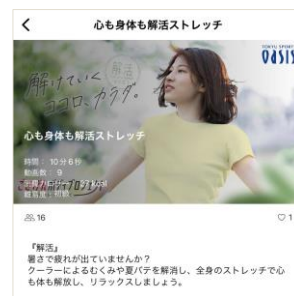 心も身体も解活ストレッチ
TOKYU SPORTS
OASIS
解けていく
解活
ココロ、カラダ。
心も身体も解活ストレッチ
時間：10分6秒
動画数：9
難易度：初級
16
1
『解活』
暑さで疲れが出ていませんか？
クーラーによるむくみや夏バテを解消し、全身のストレッチで心
も体も解放し、リラックスしましょう。